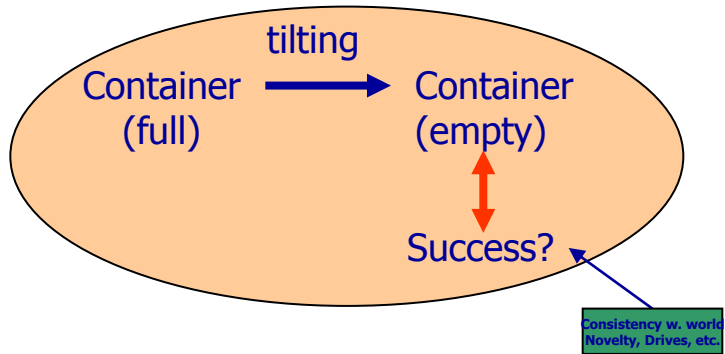 tilting
Container
(full)
Container
(empty)
Success?
Consistency w. world
Novelty, Drives, etc.